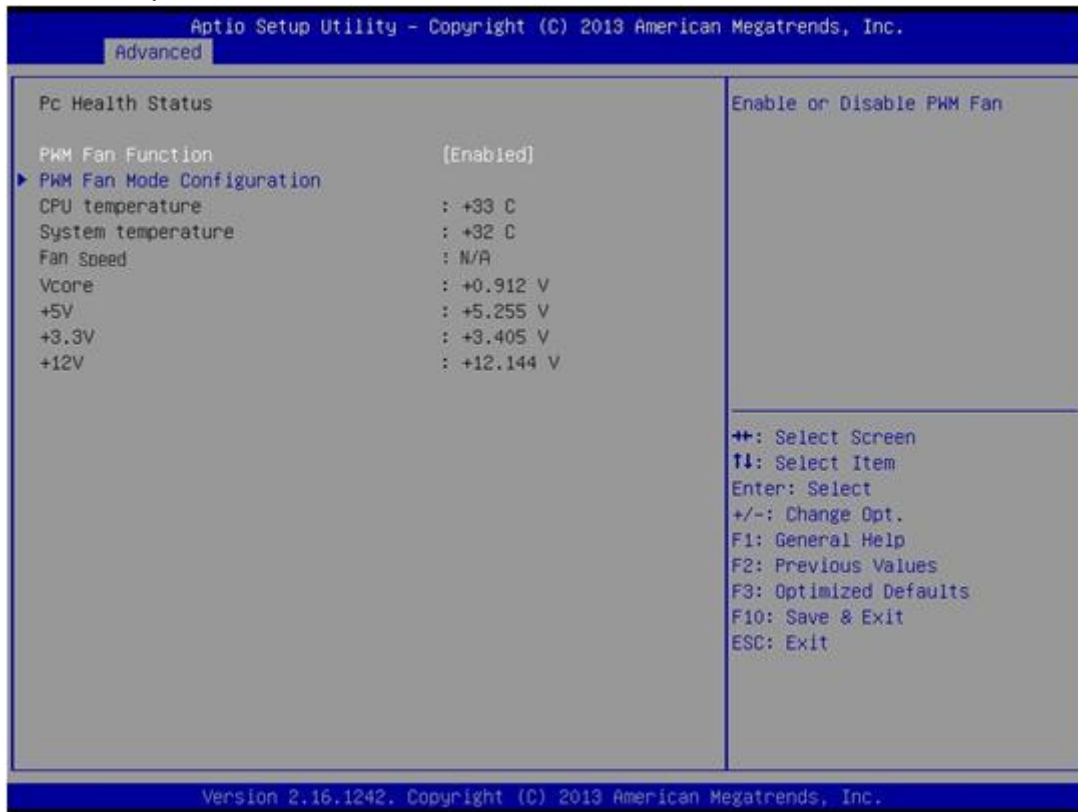 Aptio Setup Utility – Copyright (C) 2013 American Megatrends, Inc.
Advanced
Pc Health Status
PWM Fan Function [Enabled]
PWM Fan Mode Configuration
CPU temperature : +33 C
System temperature : +32 C
Fan Speed : N/A
Vcore : +0.912 V
+5V : +5.255 V
+3.3V : +3.405 V
+12V : +12.144 V
Enable or Disable PWM Fan
→←: Select Screen
↑↓: Select Item
Enter: Select
+/-: Change Opt.
F1: General Help
F2: Previous Values
F3: Optimized Defaults
F10: Save & Exit
ESC: Exit
Version 2.16.1242. Copyright (C) 2013 American Megatrends, Inc.